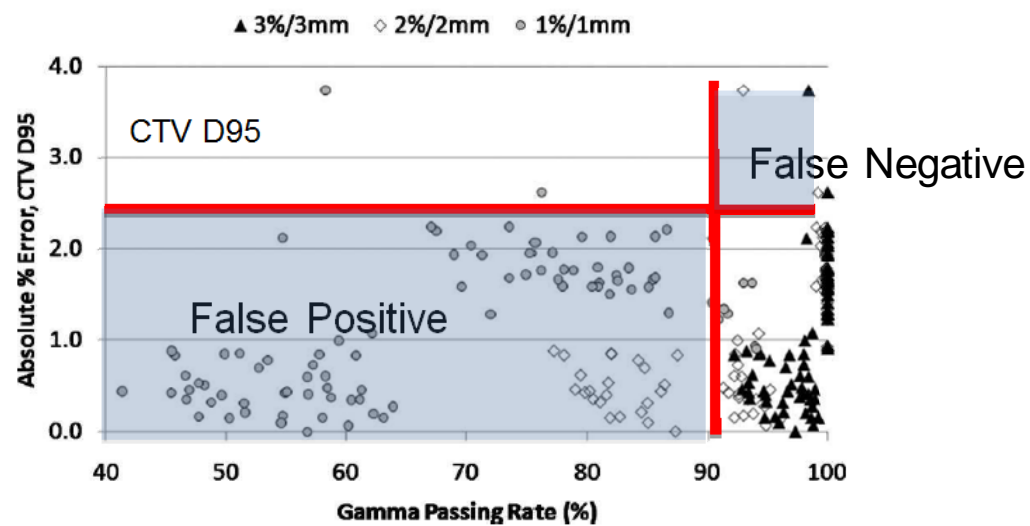 ▲ 3%/3mm ◇ 2%/2mm ● 1%/1mm
4.0
CTV D95
3.0
False Negative
2.0
False Positive
1.0
0.0
Absolute % Error, CTV D95
40 50 60 70 80 90 100
Gamma Passing Rate (%)